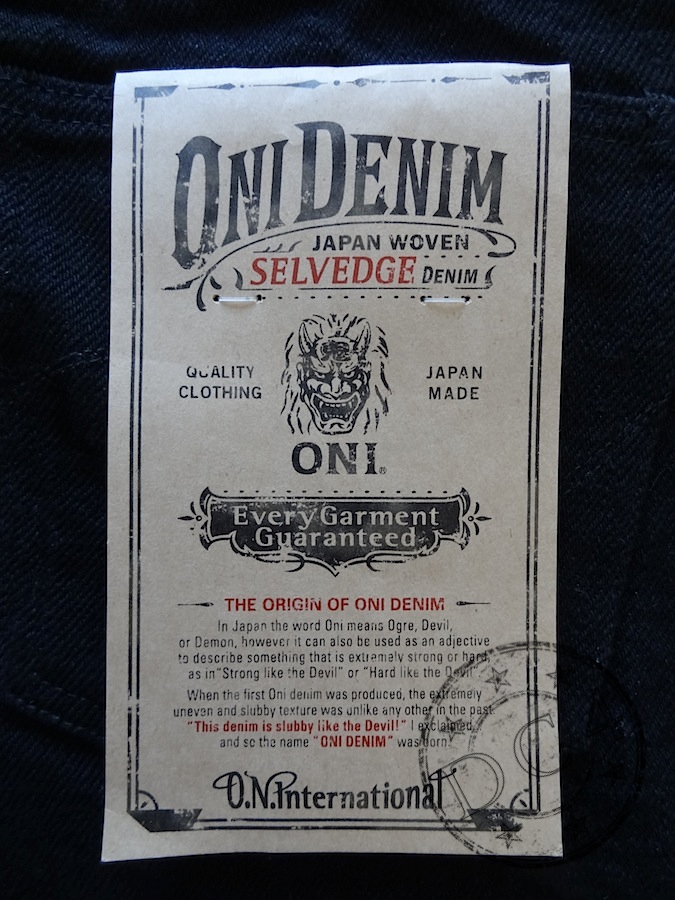 ONI DENIM
JAPAN WOVEN
SELVEDGE DENIM
QUALITY
CLOTHING
JAPAN
MADE
ONI®
Every Garment
Guaranteed
THE ORIGIN OF ONI DENIM
In Japan the word Oni means Ogre, Devil,
or Demon, however it can also be used as an adjective
to describe something that is extremely strong or hard,
as in "Strong like the Devil" or "Hard like the Devil".
When the first Oni denim was produced, the extremely
uneven and slubby texture was unlike any other in the past.
"This denim is slubby like the Devil!" I exclaimed,
and so the name "ONI DENIM" was born.
O.N.International